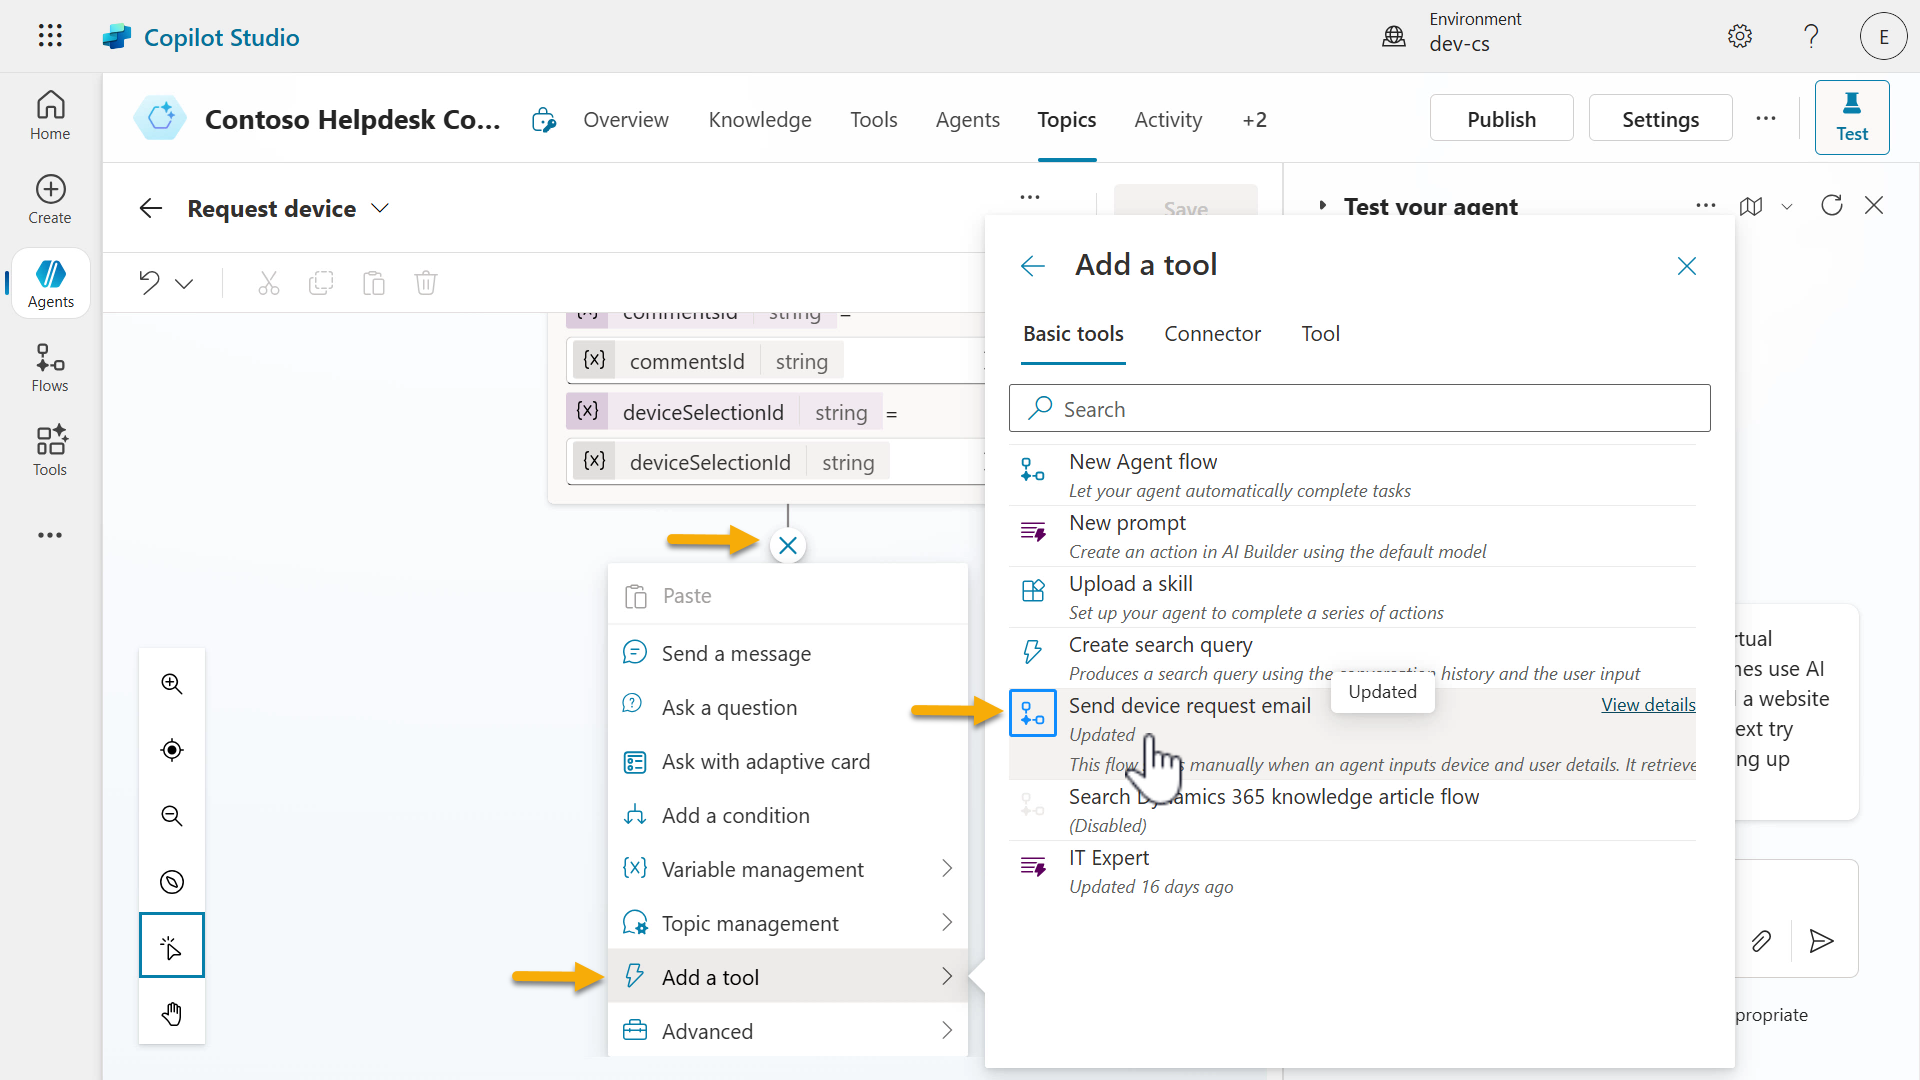 Copilot Studio
Environment
dev-cs
E
Home
Create
Agents
Flows
Tools
Contoso Helpdesk Co...
Overview
Knowledge
Tools
Agents
Topics
Activity
+2
Publish
Settings
Test
Request device
Save
Test your agent
commentsId string =
{x} commentsId string
{x} deviceSelectionId string =
{x} deviceSelectionId string
Paste
Send a message
Ask a question
Ask with adaptive card
Add a condition
{x} Variable management
Topic management
Add a tool
Advanced
Add a tool
Basic tools
Connector
Tool
Search
New Agent flow
Let your agent automatically complete tasks
New prompt
Create an action in AI Builder using the default model
Upload a skill
Set up your agent to complete a series of actions
Create search query
Produces a search query using the conversation history and the user input
Updated
Send device request email
View details
Updated
This flow manually when an agent inputs device and user details. It retrieve
Search Dynamics 365 knowledge article flow
(Disabled)
IT Expert
Updated 16 days ago
rtual
nes use AI
a website
ext try
ng up
propriate